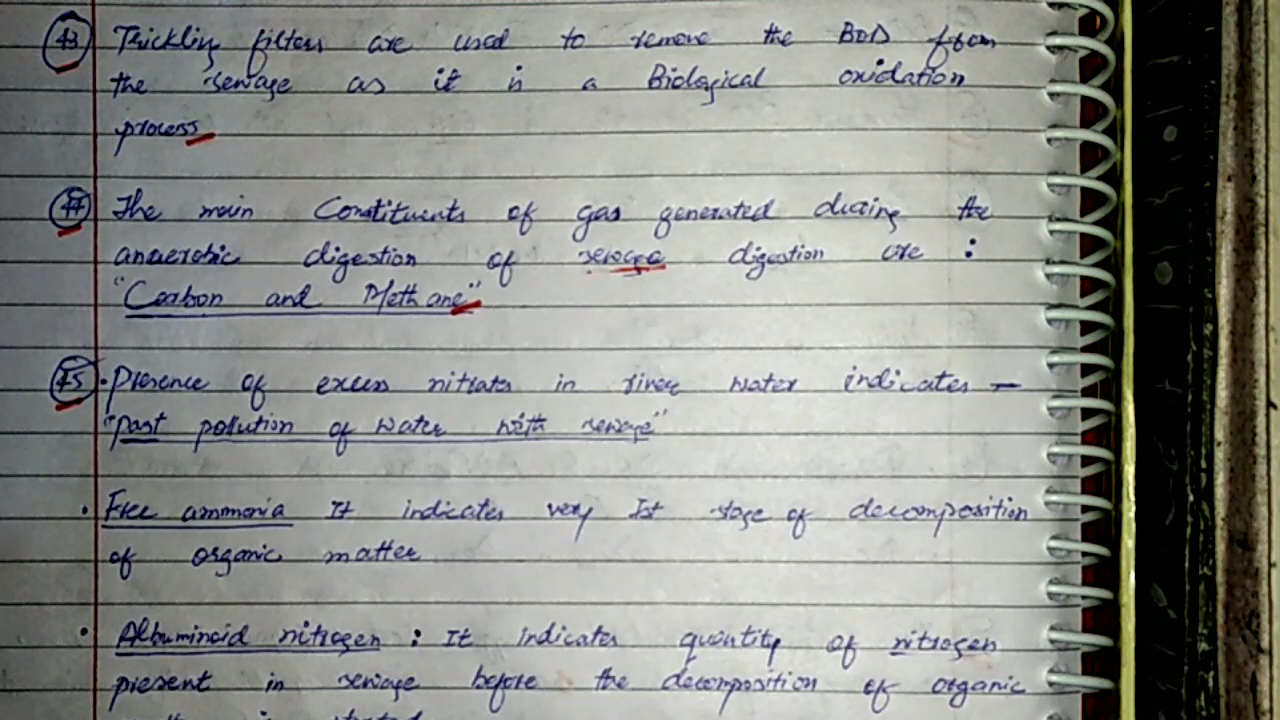 43 Trickling filters are used to remove the BOD from
the sewage as it is a Biological oxidation
process
44 The main Constituents of gas generated during the
anaerobic digestion of sewage digestion are :
"Carbon and Methane"
45 • Presence of excess nitrates in river water indicates –
"past pollution of water with sewage"
• Free ammonia It indicates very Ist stage of decomposition
of organic matter
• Albuminoid nitrogen : It indicates quantity of nitrogen
present in sewage before the decomposition of organic